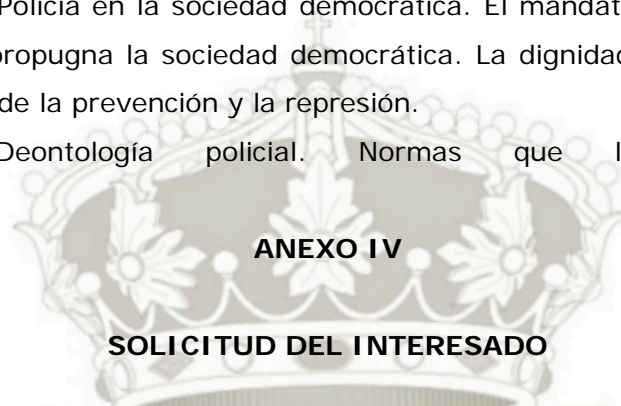 Policía en la sociedad democrática. El
propugna la sociedad democrática. La dignidad
de la prevención y la represión.
Deontología policial. Normas que
ANEXO IV
SOLICITUD DEL INTERESADO